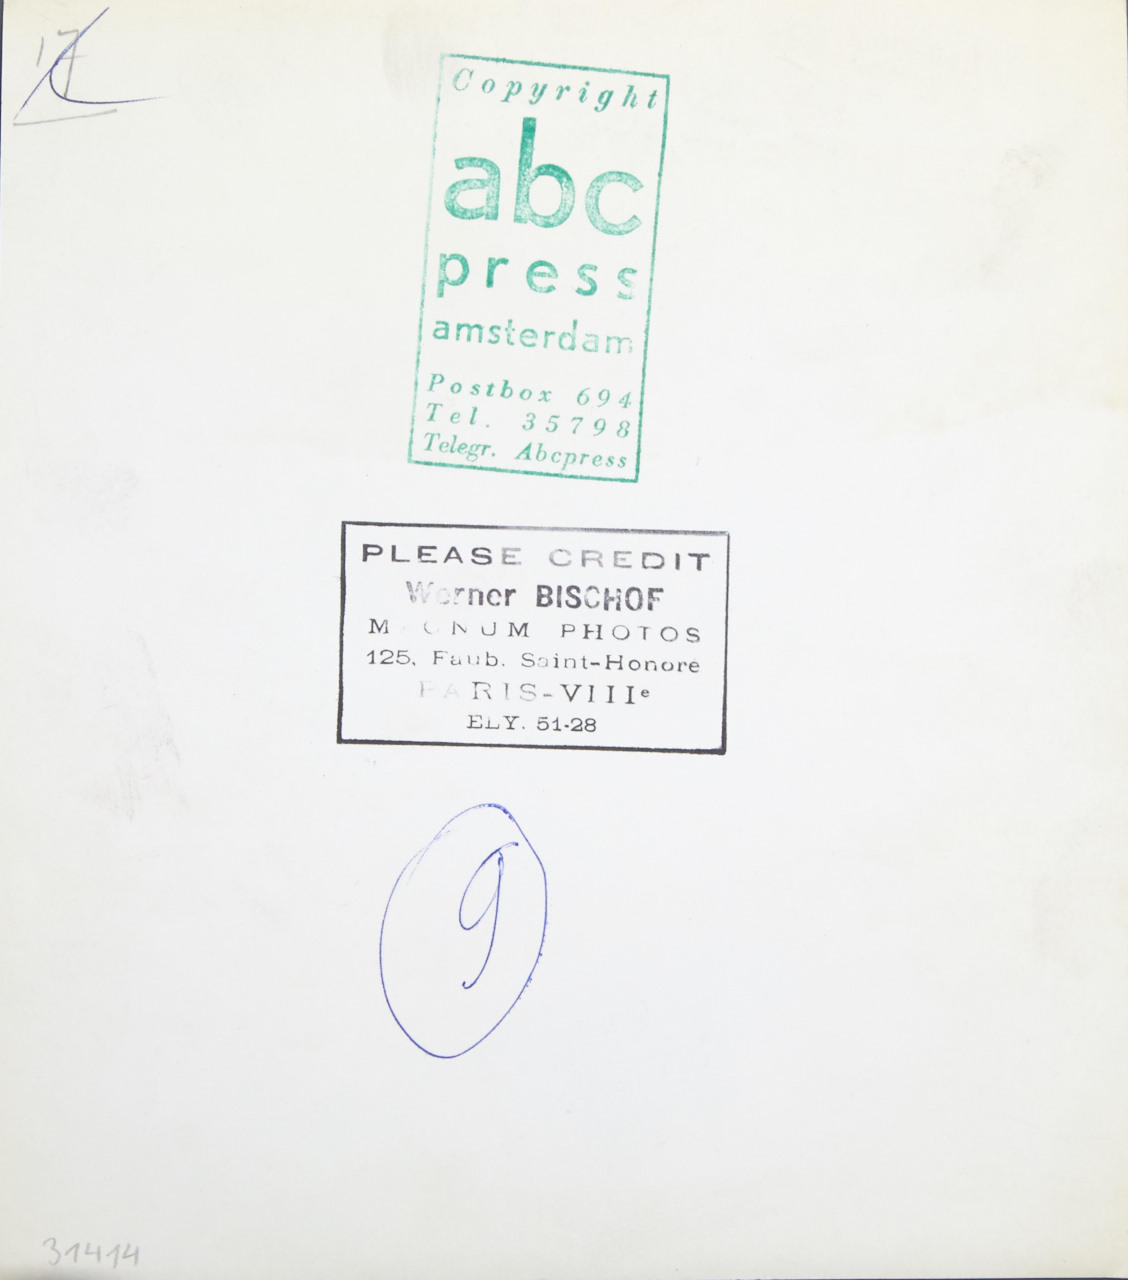 17
Copyright
abc
press
amsterdam
Postbox 694
Tel. 35798
Telegr. Abcpress
PLEASE CREDIT
Werner BISCHOF
MAGNUM PHOTOS
125, Faub. Saint-Honore
PARIS-VIIIe
ELY. 51-28
9
31414